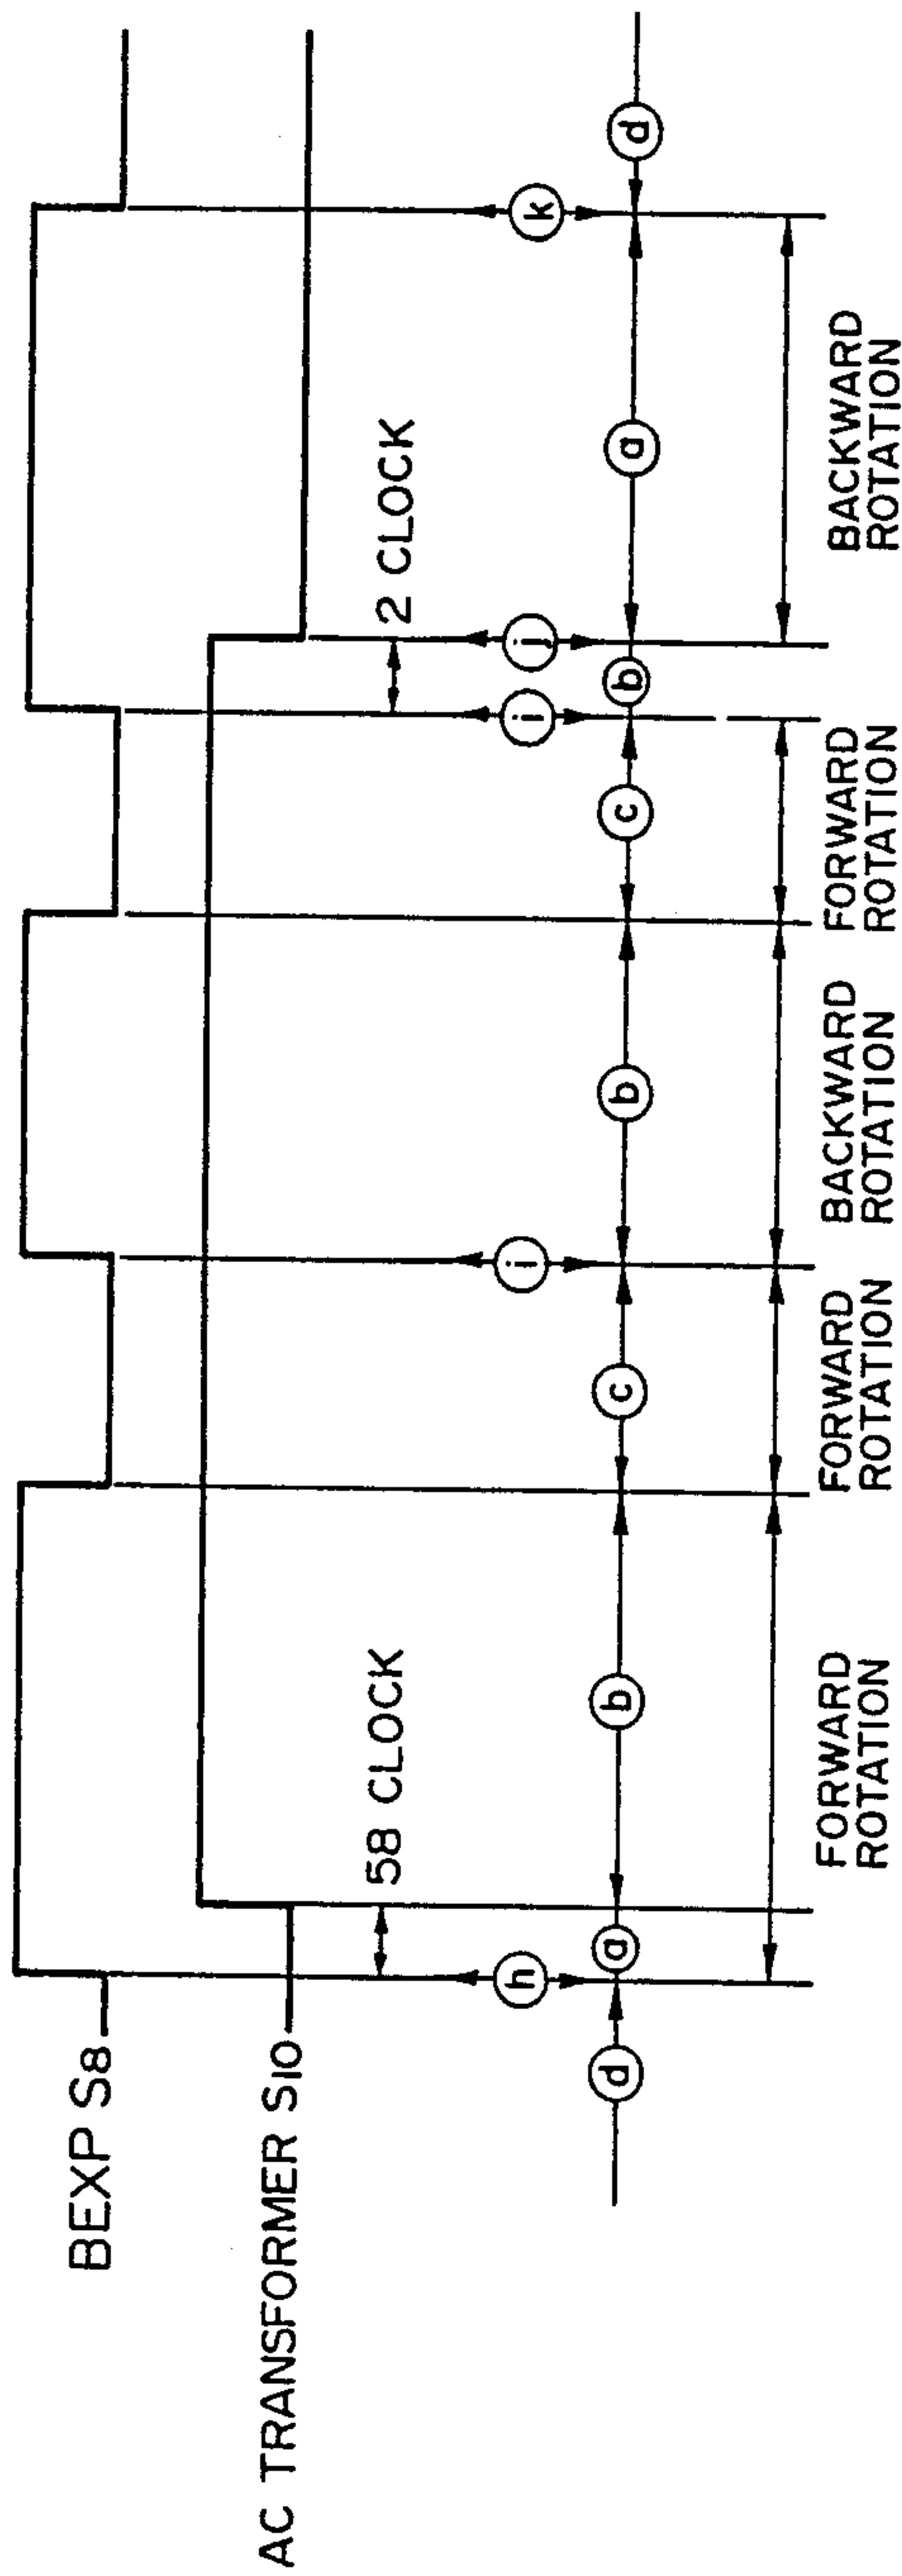 BEXP S8
AC TRANSFORMER S10
58 CLOCK
2 CLOCK
h
i
i
j
k
d
a
b
c
b
c
b
a
d
FORWARD
ROTATION
FORWARD
ROTATION
BACKWARD
ROTATION
FORWARD
ROTATION
BACKWARD
ROTATION